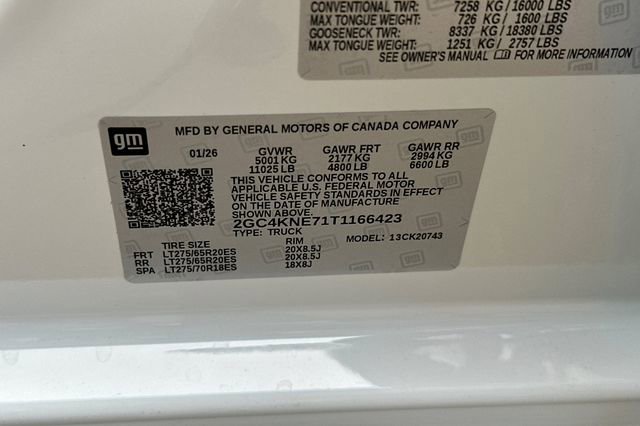 CONVENTIONAL TWR: 7258 KG/16000 LBS
MAX TONGUE WEIGHT: 726 KG/ 1600 LBS
GOOSENECK TWR: 8337 KG/18380 LBS
MAX TONGUE WEIGHT: 1251 KG/ 2757 LBS
SEE OWNER'S MANUAL FOR MORE INFORMATION
gm
MFD BY GENERAL MOTORS OF CANADA COMPANY
01/26 GVWR GAWR FRT GAWR RR
5001 KG 2177 KG 2994 KG
11025 LB 4800 LB 6600 LB
THIS VEHICLE CONFORMS TO ALL
APPLICABLE U.S. FEDERAL MOTOR
VEHICLE SAFETY STANDARDS IN EFFECT
ON THE DATE OF MANUFACTURE
SHOWN ABOVE.
2GC4KNE71T1166423
TYPE: TRUCK MODEL: 13CK20743
TIRE SIZE RIM
FRT LT275/65R20ES 20X8.5J
RR LT275/65R20ES 20X8.5J
SPA LT275/70R18ES 18X8J